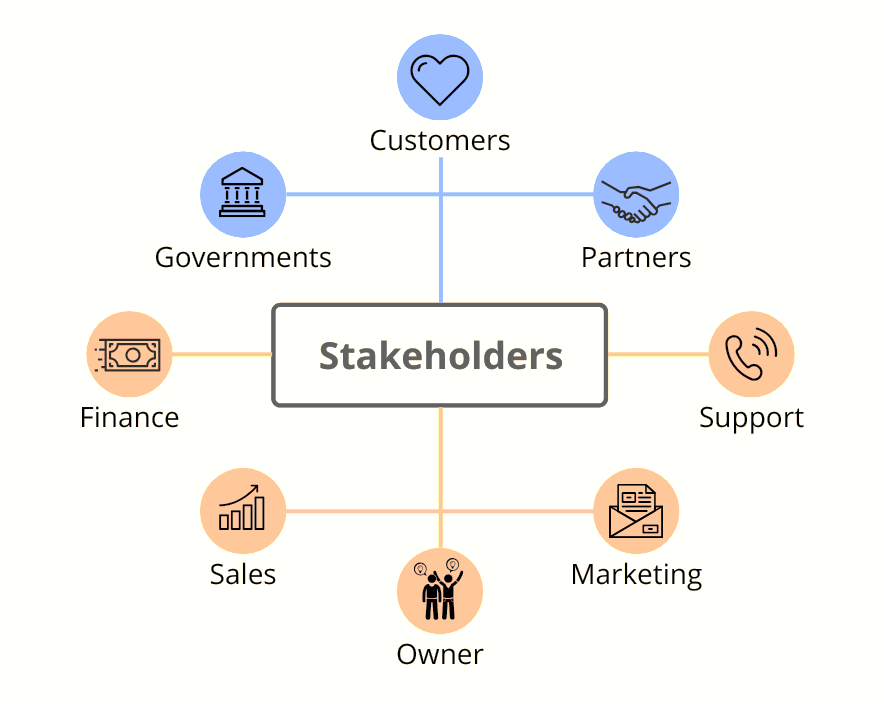 Customers
Governments
Partners
Stakeholders
Finance
Support
Sales
Marketing
Owner